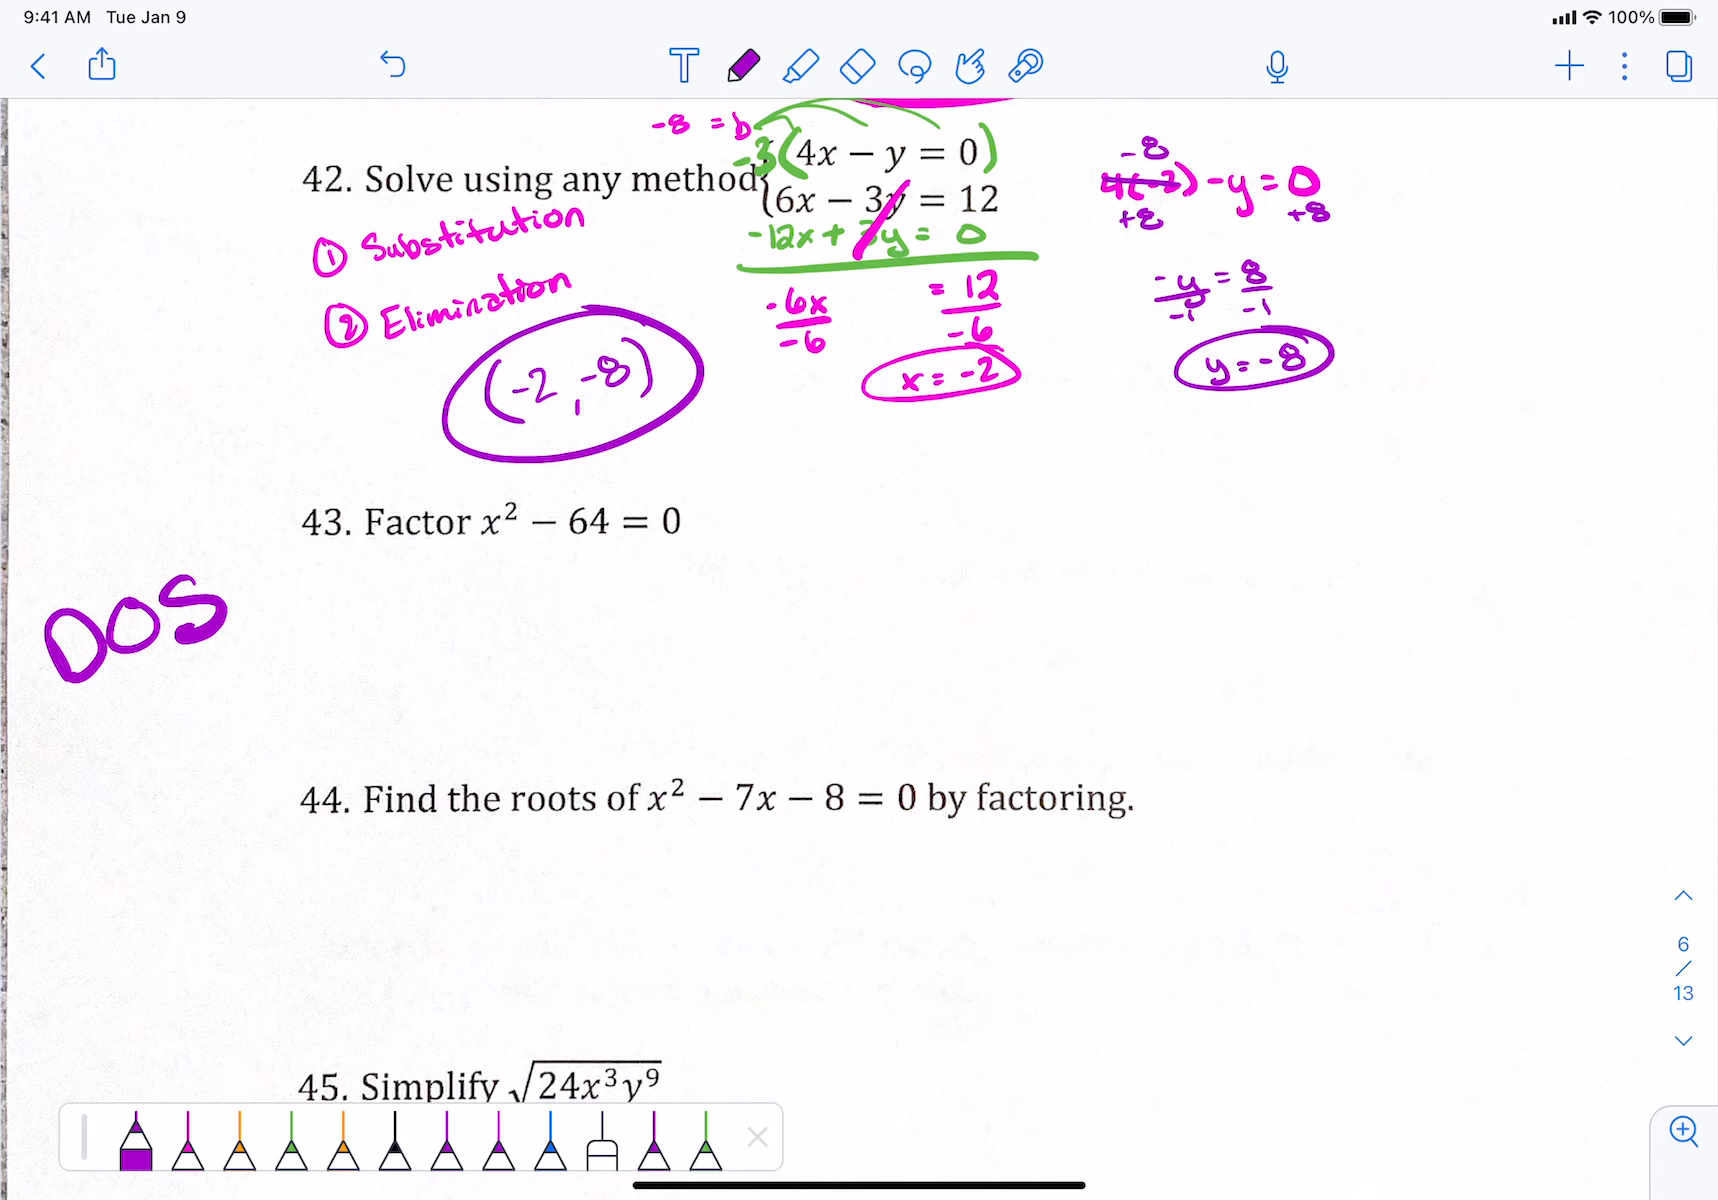 9:41 AM Tue Jan 9
100%
-8 = b
42. Solve using any method
-3(4x − y = 0)
6x − 3y = 12
-12x + 3y = 0
-6x = 12
-6 -6
x = -2
① Substitution
② Elimination
(-2, -8)
-8
4(-2) - y = 0
+8 +8
-y = 8
-1 -1
y = -8
43. Factor x² − 64 = 0
DOS
44. Find the roots of x² − 7x − 8 = 0 by factoring.
45. Simplify √24x³y⁹
6
/
13